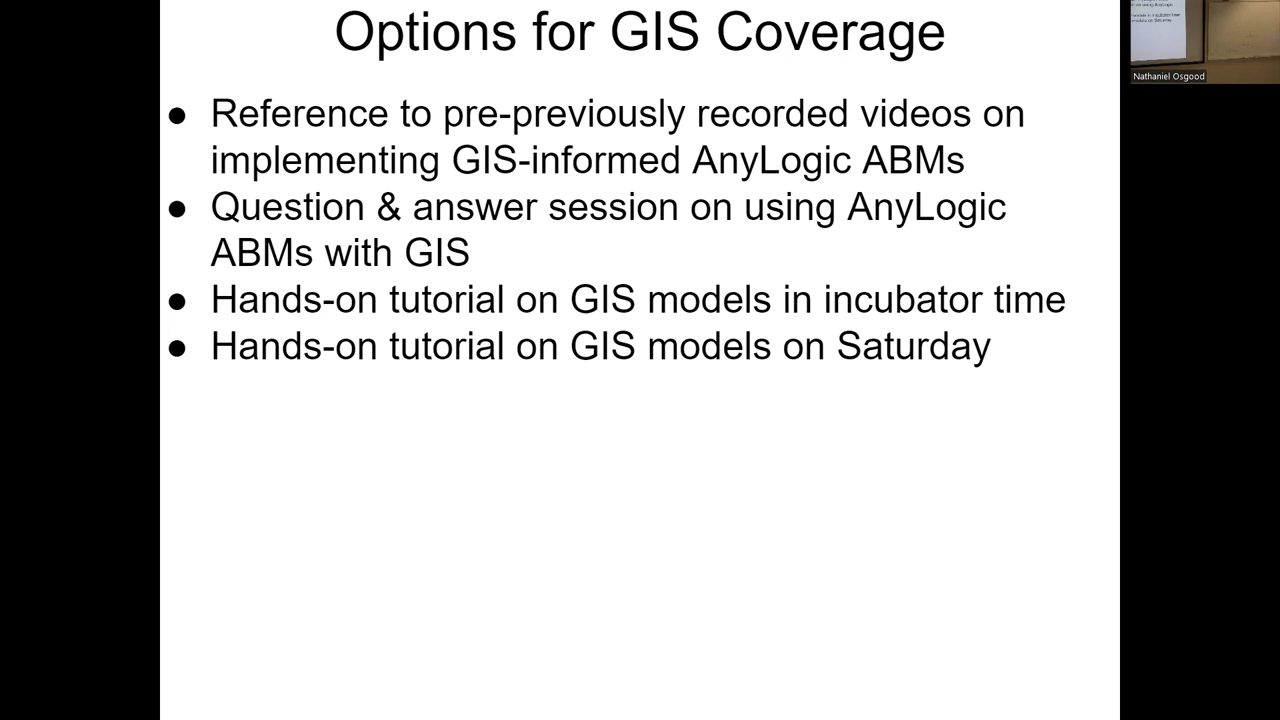 Options for GIS Coverage
● Reference to pre-previously recorded videos on
implementing GIS-informed AnyLogic ABMs
● Question & answer session on using AnyLogic
ABMs with GIS
● Hands-on tutorial on GIS models in incubator time
● Hands-on tutorial on GIS models on Saturday
Nathaniel Osgood